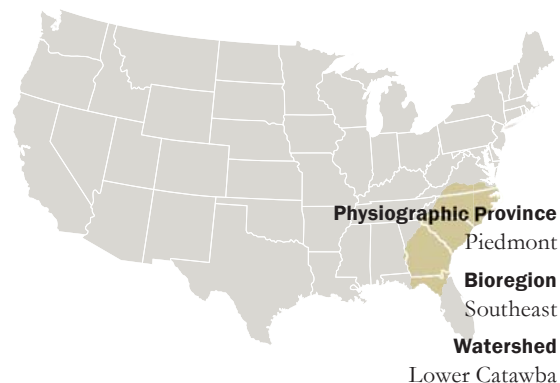 Physiographic Province
Piedmont
Bioregion
Southeast
Watershed
Lower Catawba